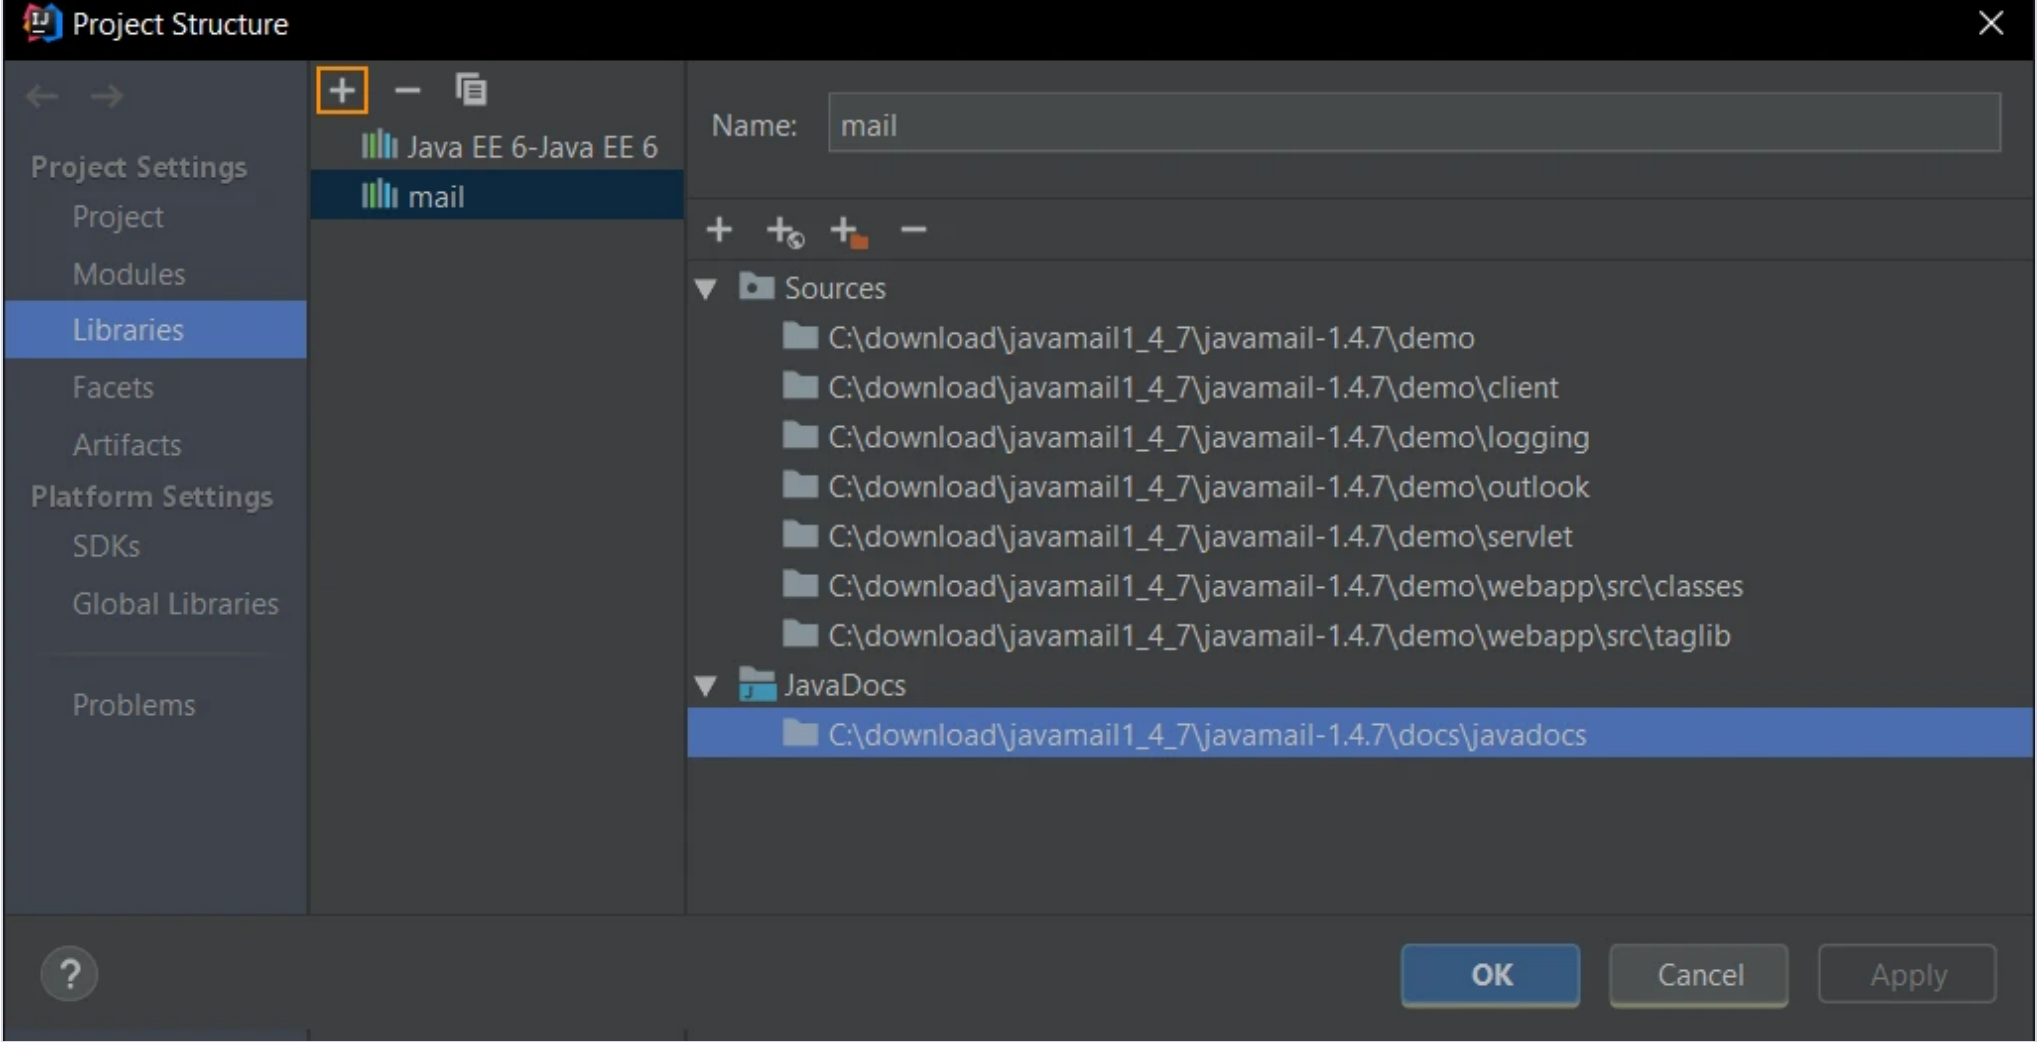 Project Structure
Project Settings
Project
Modules
Libraries
Facets
Artifacts
Platform Settings
SDKs
Global Libraries
Problems
Java EE 6-Java EE 6
mail
Name: mail
Sources
C:\download\javamail1_4_7\javamail-1.4.7\demo
C:\download\javamail1_4_7\javamail-1.4.7\demo\client
C:\download\javamail1_4_7\javamail-1.4.7\demo\logging
C:\download\javamail1_4_7\javamail-1.4.7\demo\outlook
C:\download\javamail1_4_7\javamail-1.4.7\demo\servlet
C:\download\javamail1_4_7\javamail-1.4.7\demo\webapp\src\classes
C:\download\javamail1_4_7\javamail-1.4.7\demo\webapp\src\taglib
JavaDocs
C:\download\javamail1_4_7\javamail-1.4.7\docs\javadocs
?
OK Cancel Apply